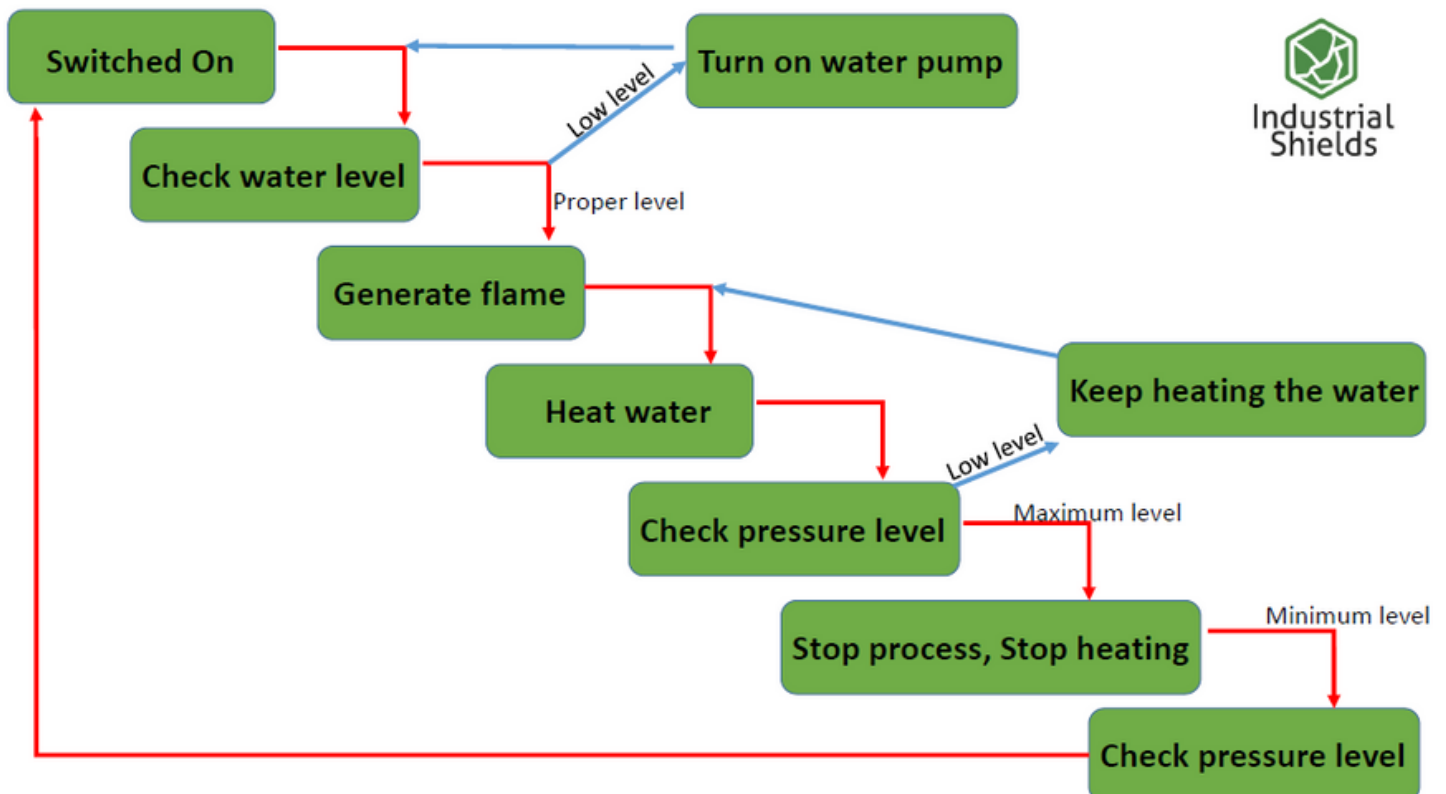 Switched On
Turn on water pump
Industrial
Shields
Low level
Check water level
Proper level
Generate flame
Keep heating the water
Heat water
Low level
Check pressure level
Maximum level
Stop process, Stop heating
Minimum level
Check pressure level